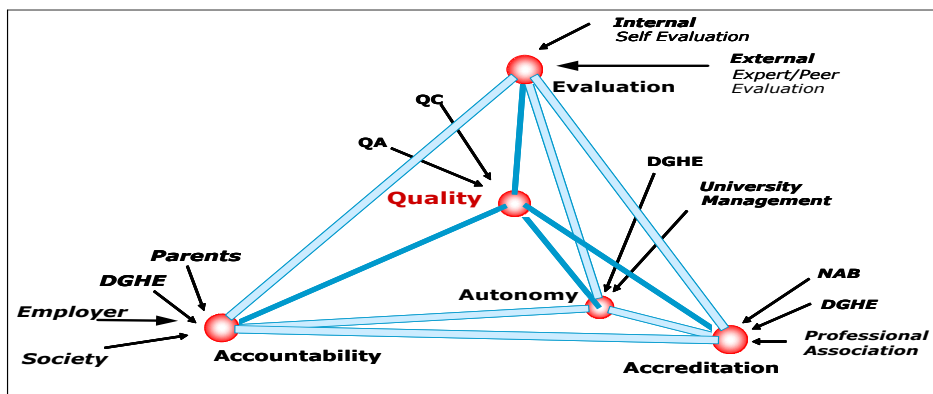 Internal
Self Evaluation
External
Expert/Peer
Evaluation
Evaluation
QC
QA
DGHE
University
Management
Quality
Parents
DGHE
Employer
Society
Autonomy
Accountability
NAB
DGHE
Professional
Association
Accreditation